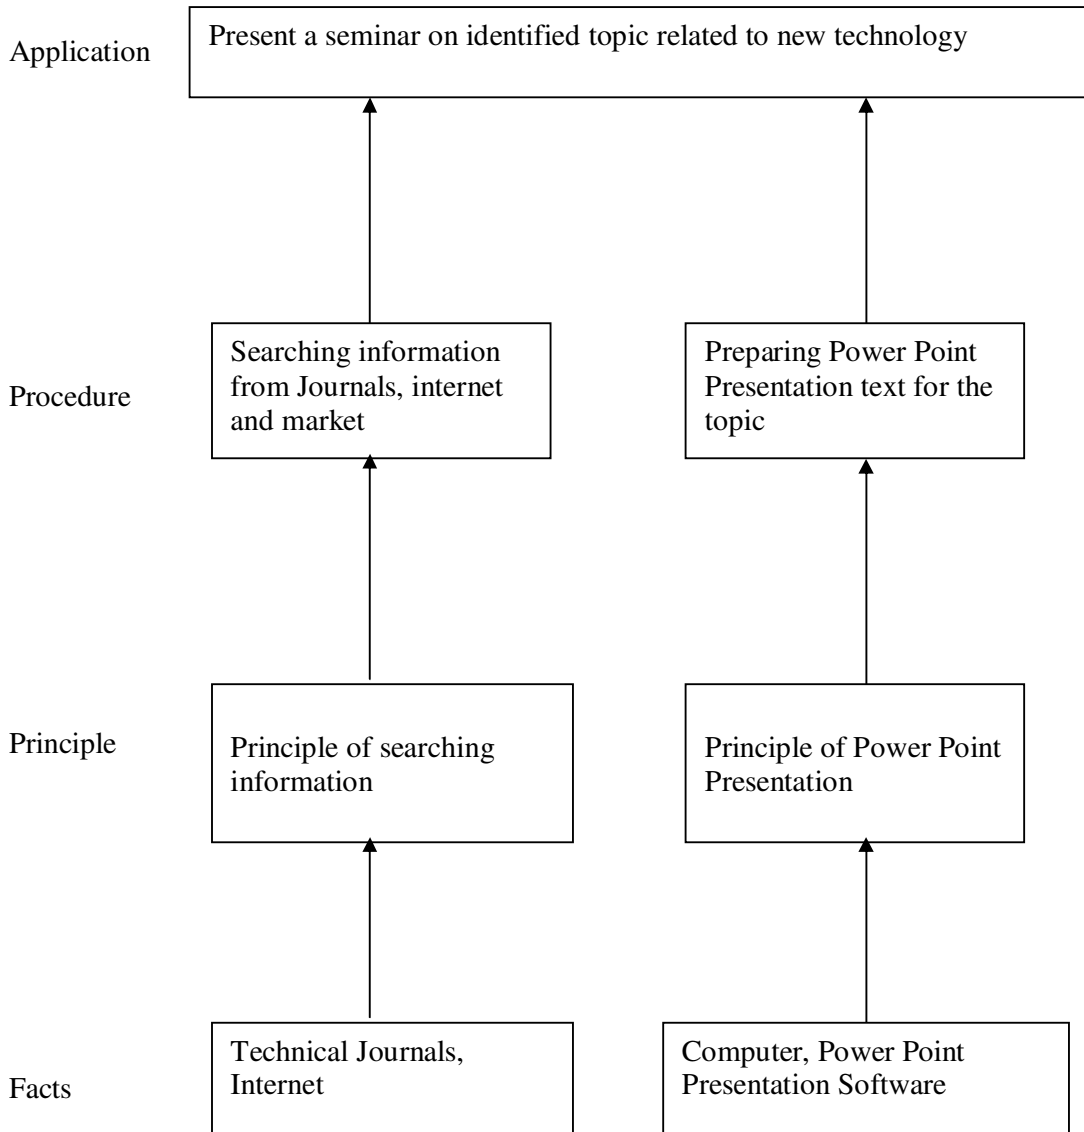 Application
Present a seminar on identified topic related to new technology
Procedure
Searching information
from Journals, internet
and market
Preparing Power Point
Presentation text for the
topic
Principle
Principle of searching
information
Principle of Power Point
Presentation
Facts
Technical Journals,
Internet
Computer, Power Point
Presentation Software